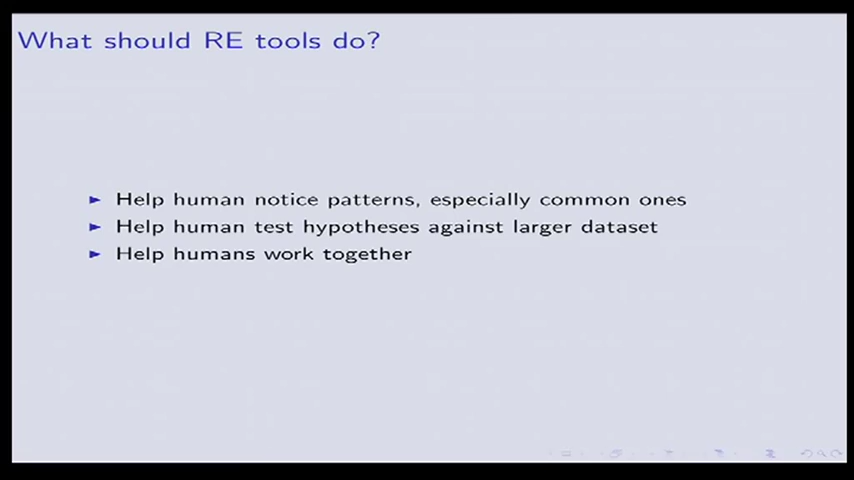 What should RE tools do?
Help human notice patterns, especially common ones
Help human test hypotheses against larger dataset
Help humans work together